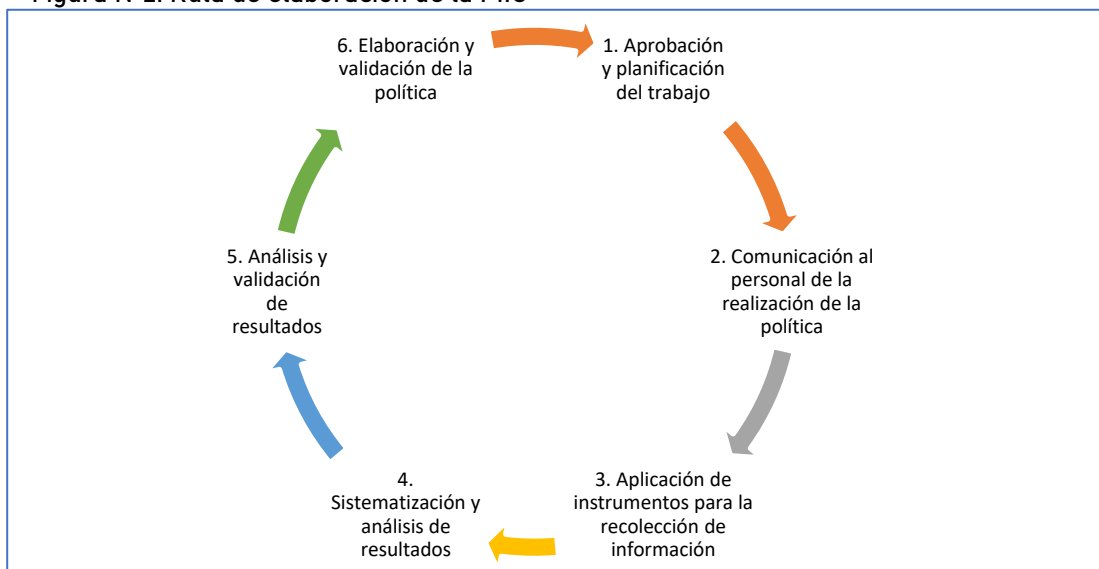 6. Elaboración y
validación de la
política
1. Aprobación
y planificación
del trabajo
2. Comunicación al
personal de la
realización de la
política
3. Aplicación de
instrumentos para la
recolección de
información
4.
Sistematización y
análisis de
resultados
5. Análisis y
validación
de
resultados